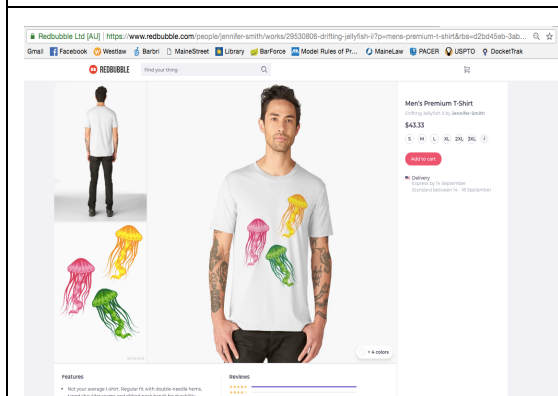 Redbubble Ltd [AU] | https://www.redbubble.com/people/jennifer-smith/works/29530806-drifting-jellyfish-ii?p=mens-premium-t-shirt&rbs=d2bd45eb-3ab...
Gmail Facebook Westlaw Barbri MaineStreet Library BarForce Model Rules of Pr... MaineLaw PACER USPTO DocketTrak
REDBUBBLE Find your thing
Men's Premium T-Shirt
Drifting Jellyfish II by Jennifer-Smith
$43.33
S M L XL 2XL 3XL
Add to cart
Delivery
Express by 14 September
Standard between 14 - 18 September
+ 4 colors
Features
Reviews
Not your average t-shirt. Regular fit with double-needle hems,